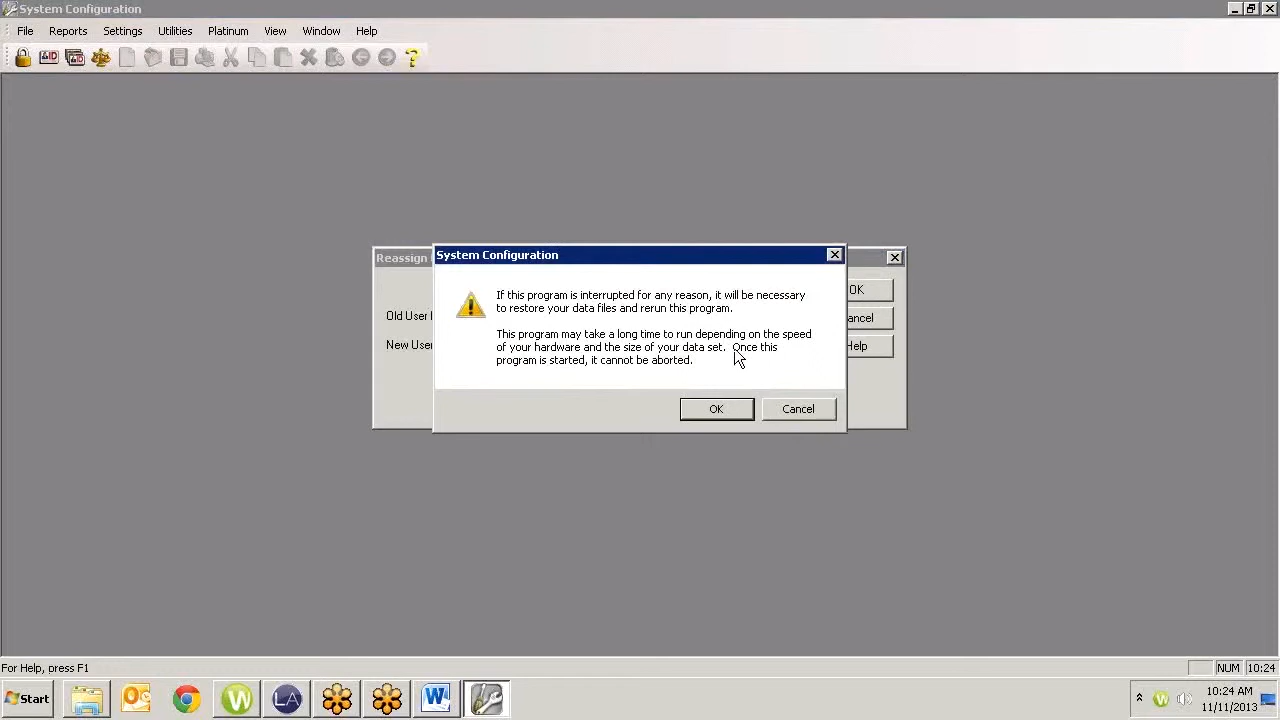 System Configuration
File Reports Settings Utilities Platinum View Window Help
Reassign
System Configuration
If this program is interrupted for any reason, it will be necessary
to restore your data files and rerun this program.
This program may take a long time to run depending on the speed
of your hardware and the size of your data set. Once this
program is started, it cannot be aborted.
OK Cancel
Old User
New User
OK
ancel
Help
For Help, press F1
NUM 10:24
Start
W
LA
W
10:24 AM
11/11/2013